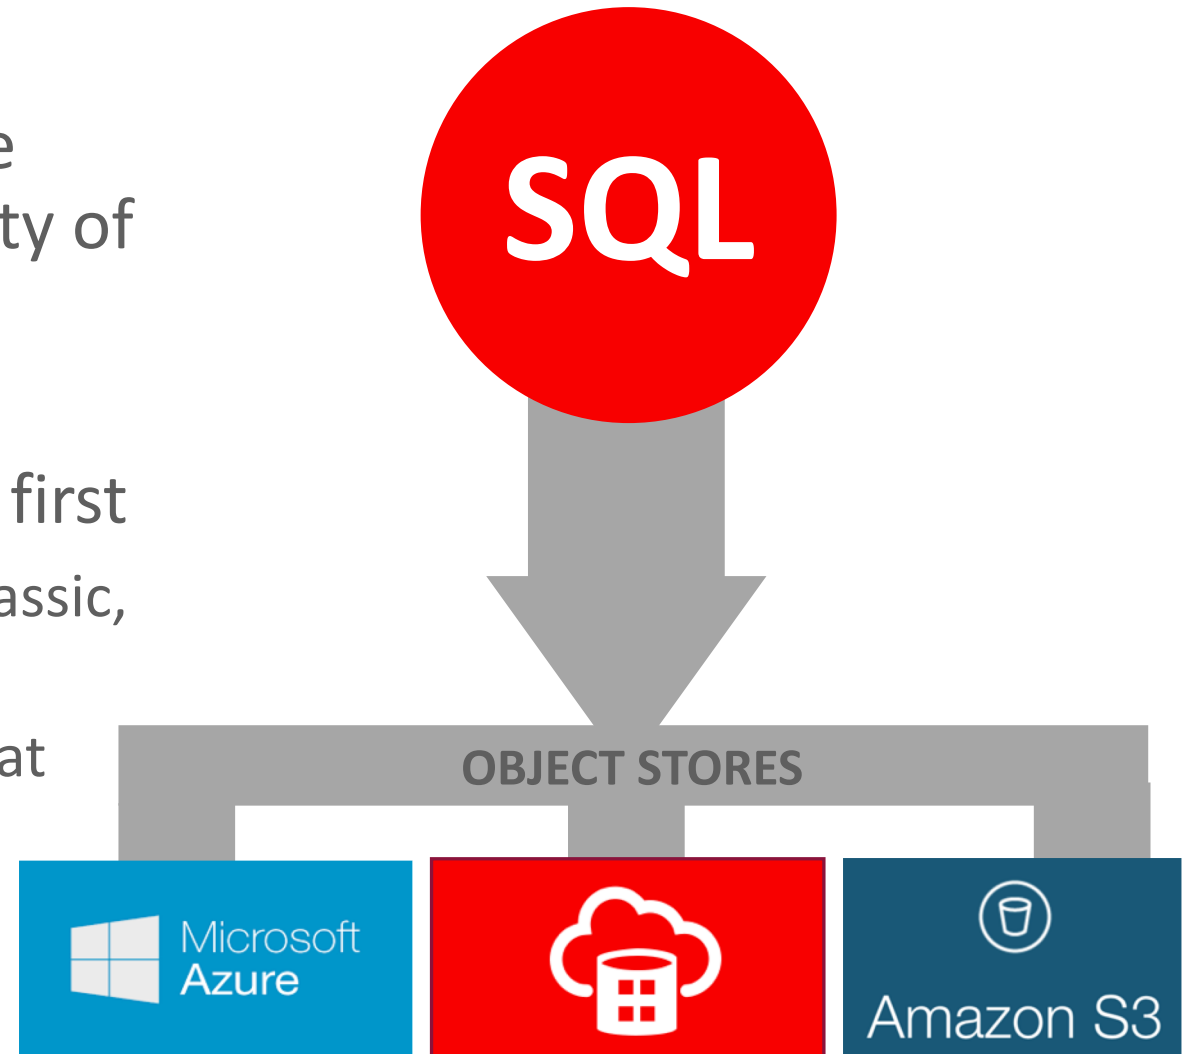 e
ty of
first
assic,
at
SQL
OBJECT STORES
Microsoft
Azure
Amazon S3